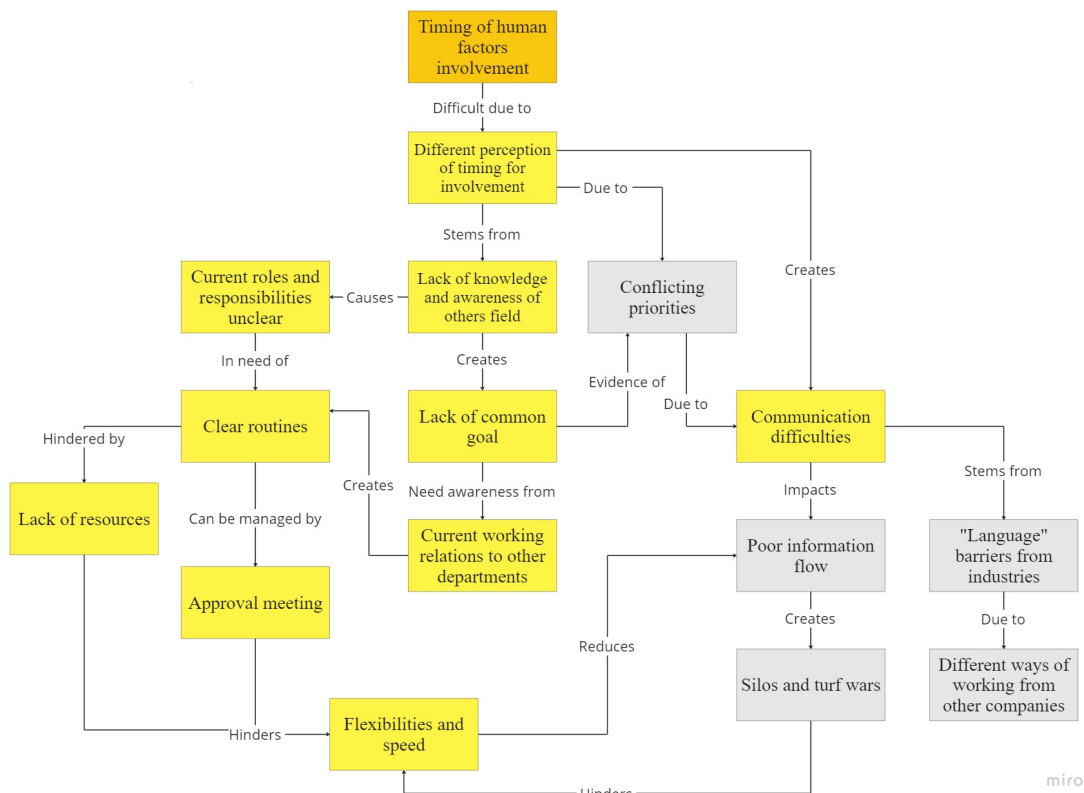 Timing of human
factors
involvement
Difficult due to
Different perception
of timing for
involvement
Due to
Stems from
Creates
Current roles and
responsibilities
unclear
Causes
Lack of knowledge
and awareness of
others field
Conflicting
priorities
In need of
Creates
Evidence of
Due to
Clear routines
Lack of common
goal
Communication
difficulties
Hindered by
Creates
Need awareness from
Impacts
Stems from
Lack of resources
Can be managed by
Current working
relations to other
departments
Poor information
flow
"Language"
barriers from
industries
Approval meeting
Creates
Due to
Reduces
Silos and turf wars
Different ways of
working from
other companies
Hinders
Flexibilities and
speed
Hinders
miro